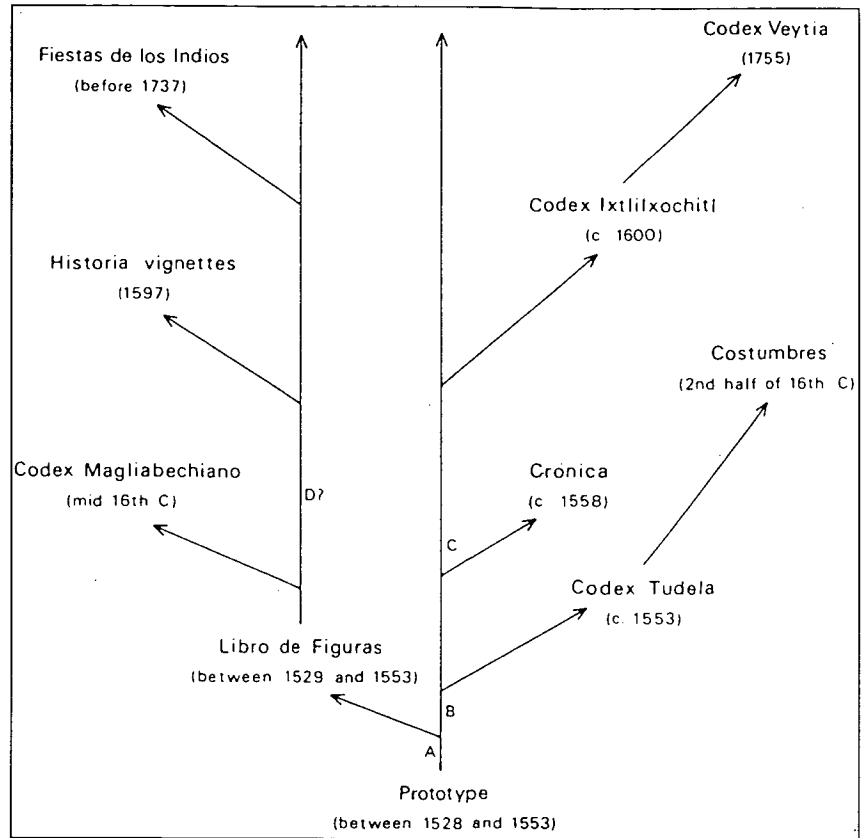 Codex Veytia
(1755)
Fiestas de los Indios
(before 1737)
Codex Ixtlilxochitl
(c 1600)
Historia vignettes
(1597)
Costumbres
(2nd half of 16th C)
Codex Magliabechiano
(mid 16th C)
D?
Crónica
(c 1558)
C
Codex Tudela
(c. 1553)
Libro de Figuras
(between 1529 and 1553)
B
A
Prototype
(between 1528 and 1553)